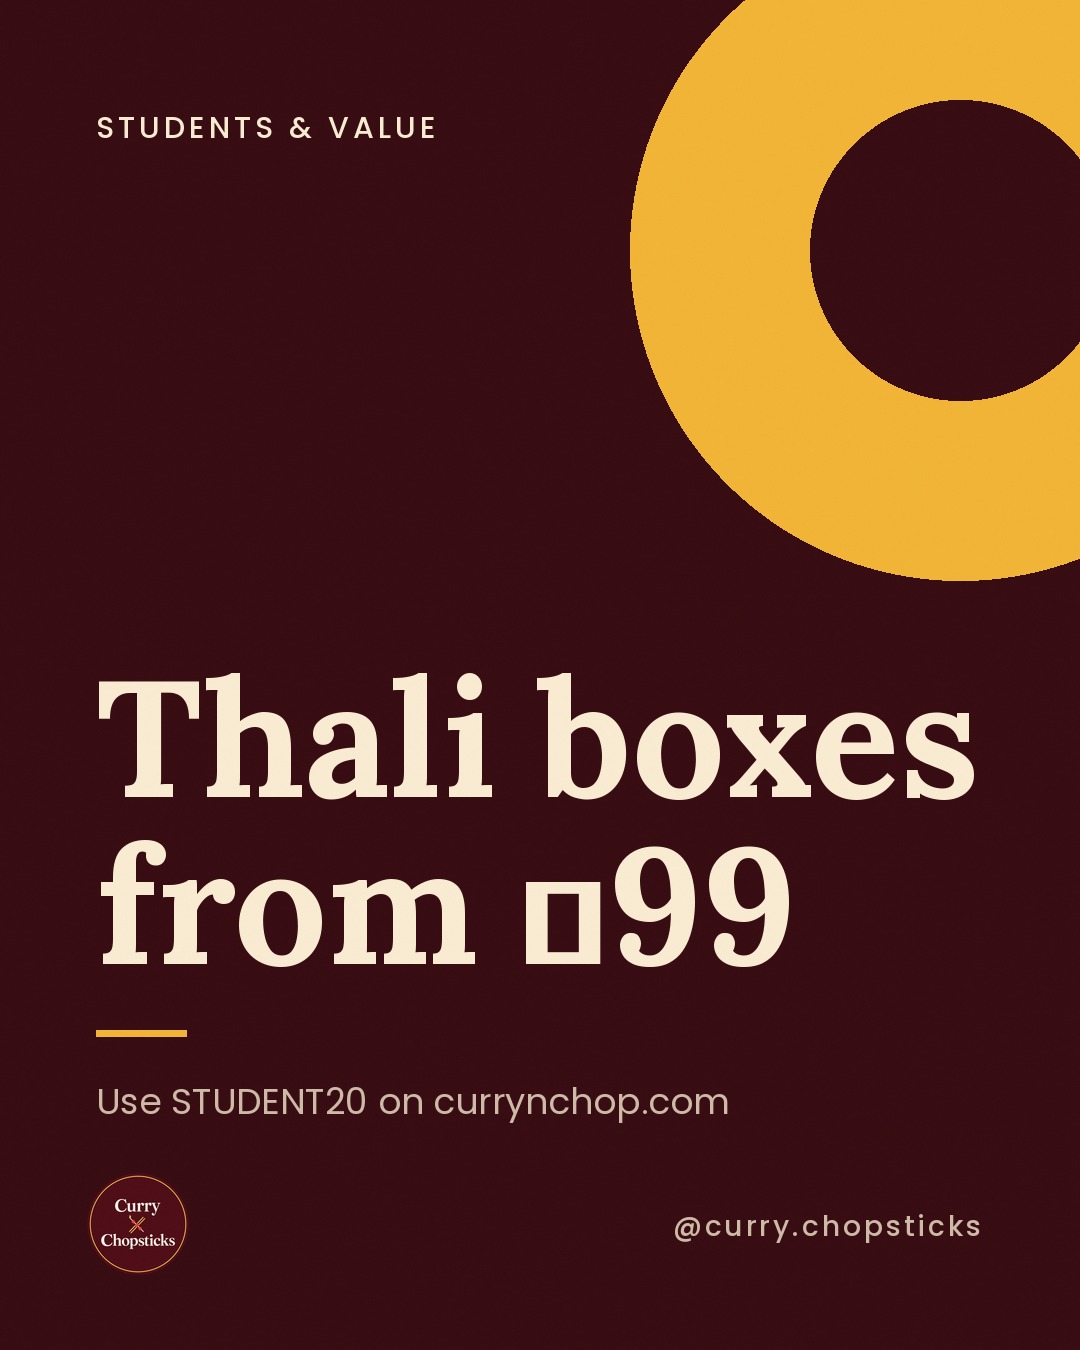 STUDENTS & VALUE
Thali boxes
from □99
Use STUDENT20 on currynchop.com
Curry
Chopsticks
@curry.chopsticks